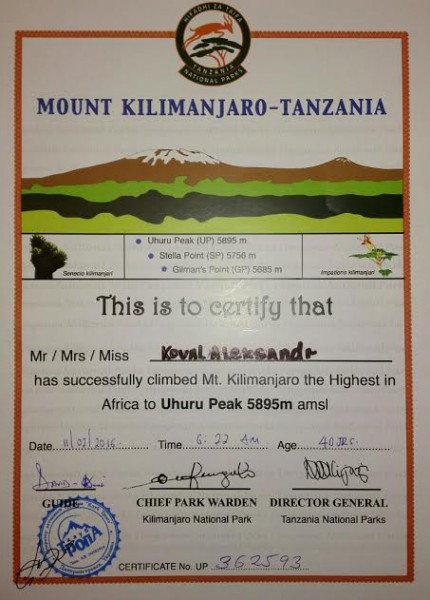 HIFADHI ZA TAIFA
TANZANIA
NATIONAL PARKS
MOUNT KILIMANJARO-TANZANIA
Uhuru Peak (UP) 5895 m
Stella Point (SP) 5756 m
Gilman's Point (GP) 5685 m
Senecio kilimanjari
Impatiens kilimanjari
This is to certify that
Mr / Mrs / Miss Koval Aleksandr
has successfully climbed Mt. Kilimanjaro the Highest in
Africa to Uhuru Peak 5895m amsl
Date 11/02/2016 Time 6:22 AM Age 40 YRS.
GUIDE CHIEF PARK WARDEN DIRECTOR GENERAL
Kilimanjaro National Park Tanzania National Parks
CERTIFICATE No. UP 362593